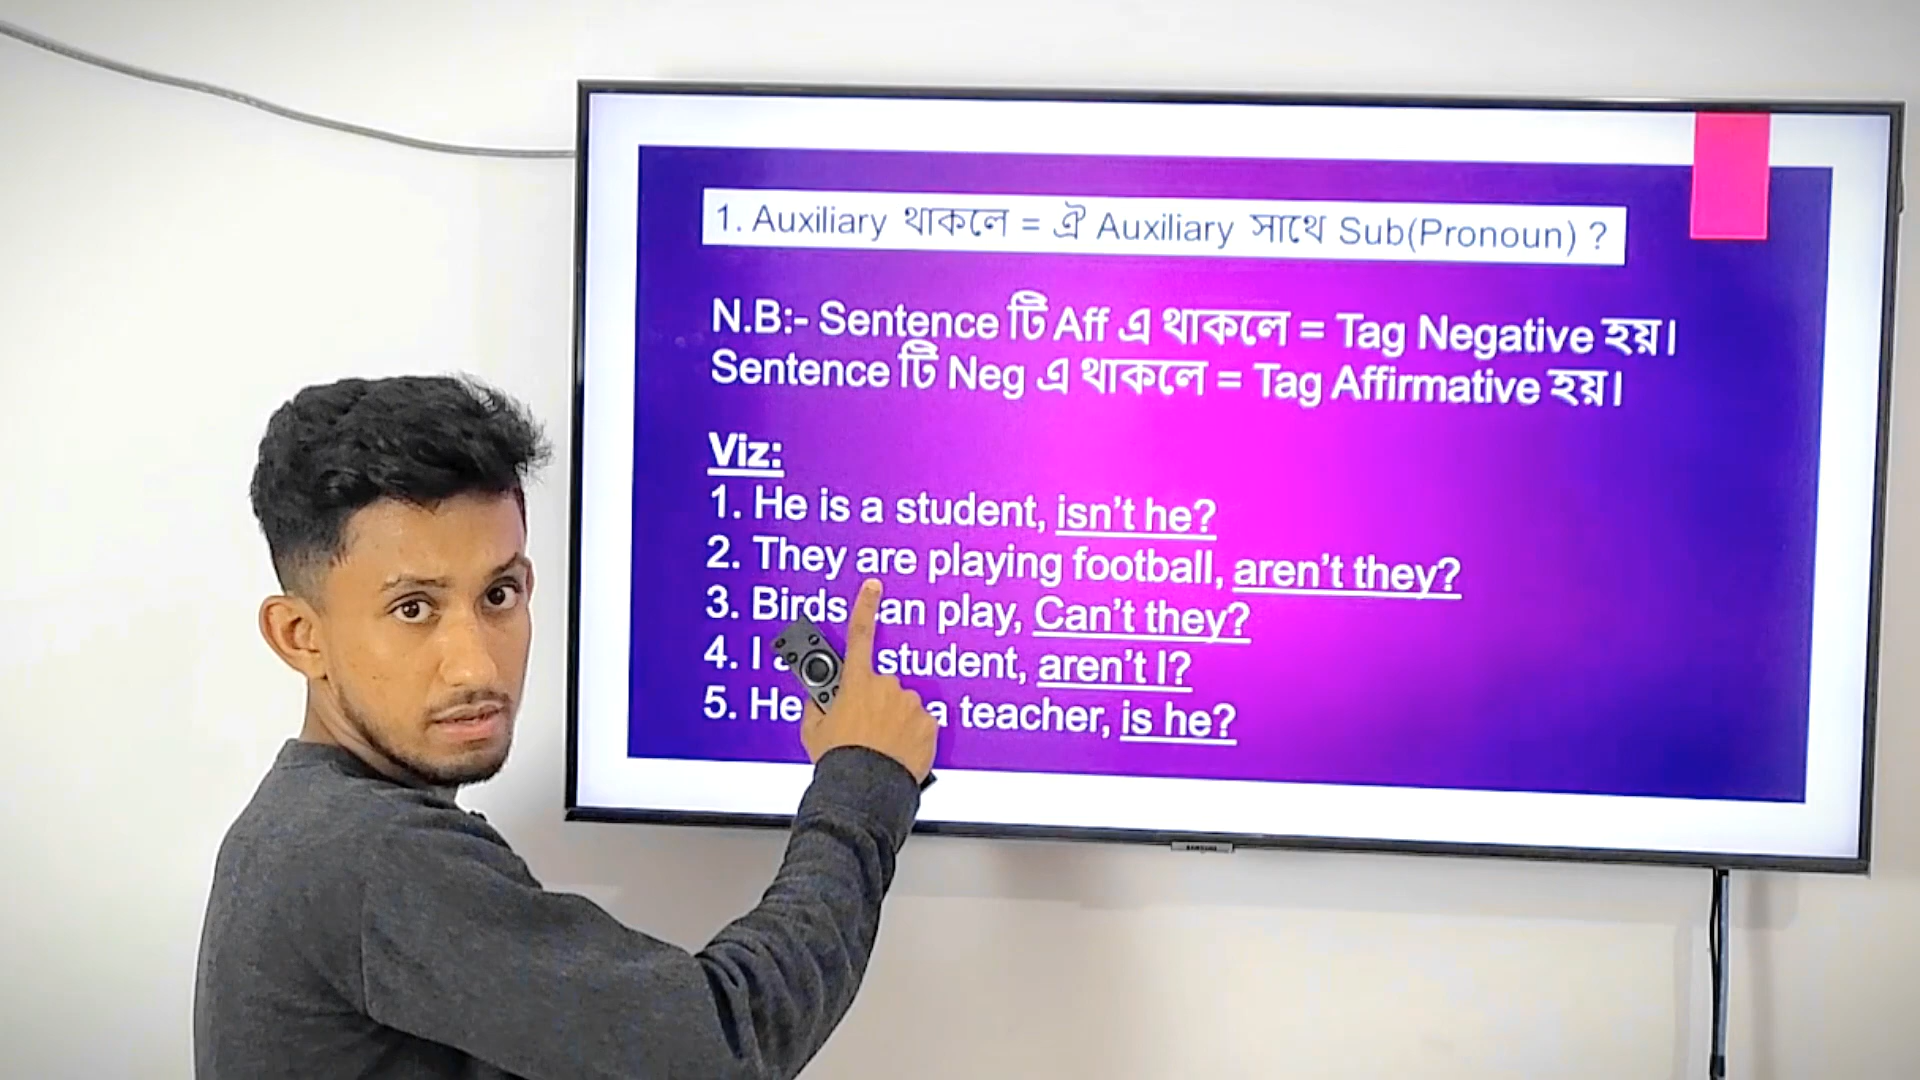 1. Auxiliary থাকলে = ঐ Auxiliary সাথে Sub(Pronoun) ?
N.B:- Sentence টি Aff এ থাকলে = Tag Negative হয়।
Sentence টি Neg এ থাকলে = Tag Affirmative হয়।
Viz:
1. He is a student, isn't he?
2. They are playing football, aren't they?
3. Birds can play, Can't they?
4. I student, aren't I?
5. He a teacher, is he?
SAMSUNG